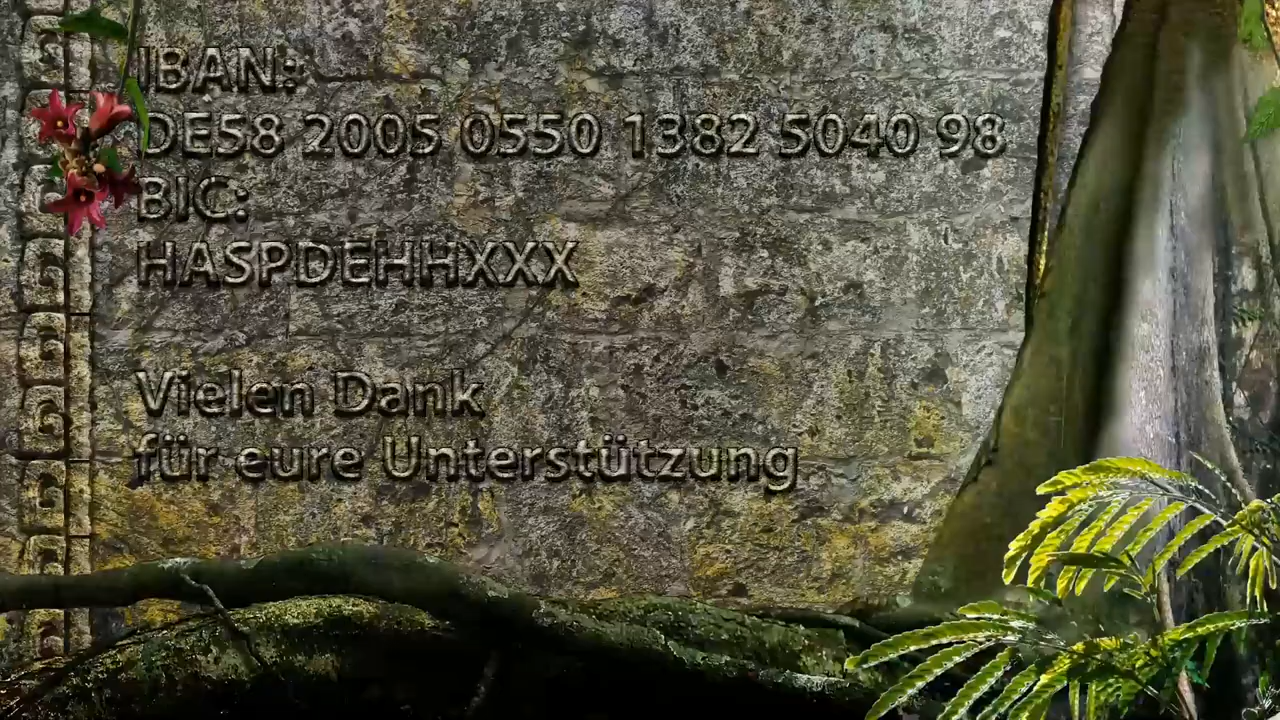 IBAN:
DE58 2005 0550 1382 5040 98
BIC:
HASPDEHHXXX
Vielen Dank
für eure Unterstützung